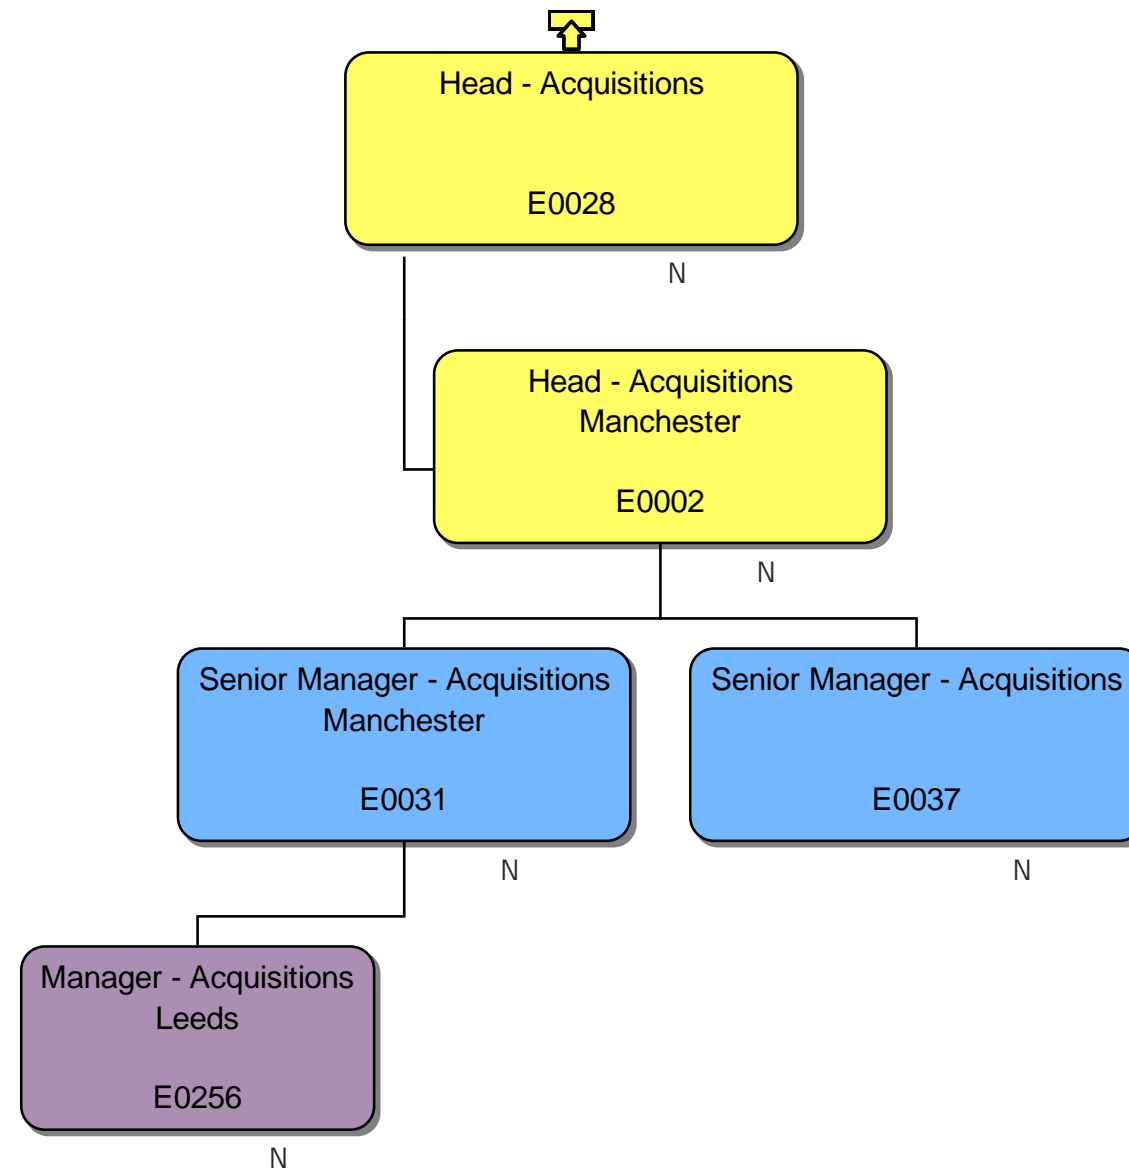 Head - Acquisitions
E0028
N
Head - Acquisitions
Manchester
E0002
N
Senior Manager - Acquisitions
Manchester
E0031
N
Senior Manager - Acquisitions
E0037
N
Manager - Acquisitions
Leeds
E0256
N